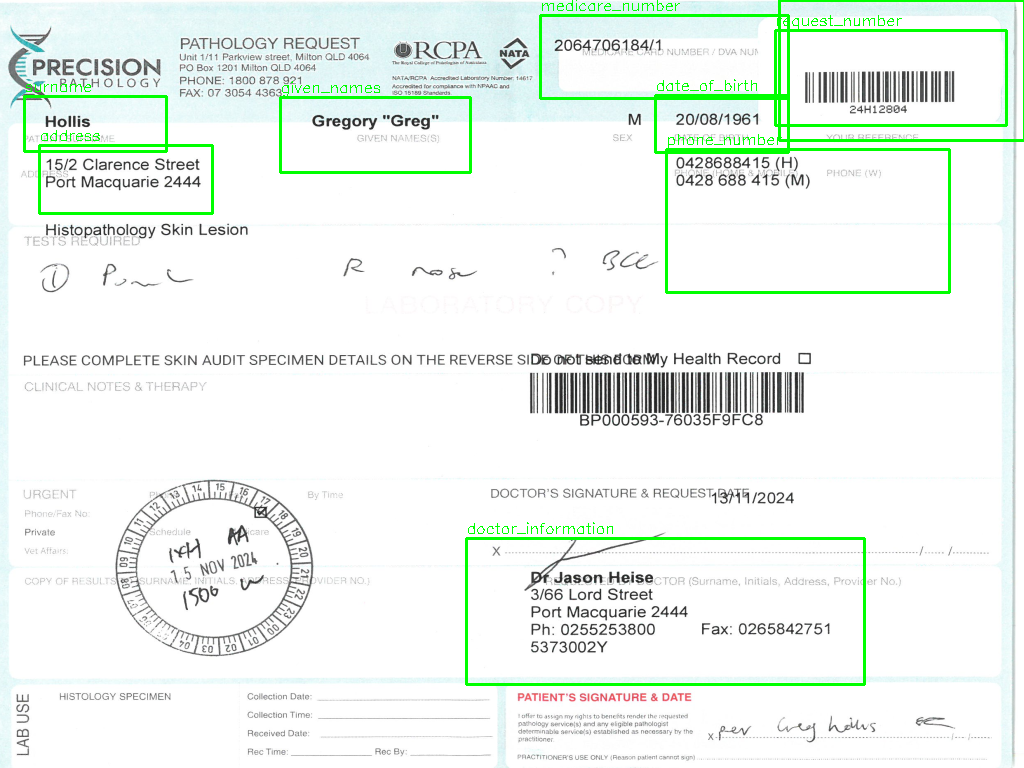 medicare_number
request_number
PRECISION
PATHOLOGY
PATHOLOGY REQUEST
Unit 1/11 Parkview street, Milton QLD 4064
PO Box 1201 Milton QLD 4064
PHONE: 1800 878 921
FAX: 07 3054 4363
RCPA
The Royal College of Pathologists of Australasia
NATA
NATA/RCPA Accredited Laboratory Number: 14617
Accredited for compliance with NPAAC and
ISO 15189 Standards.
2064706184/1
MEDICARE CARD NUMBER / DVA NUM
24H12804
surname
given_names
date_of_birth
Hollis
Gregory "Greg"
M
20/08/1961
GIVEN NAMES(S)
SEX
DATE OF BIRTH
YOUR REFERENCE
address
phone_number
15/2 Clarence Street
Port Macquarie 2444
ADDRESS
0428688415 (H)
0428 688 415 (M)
PHONE (HOME & MOBILE)
PHONE (W)
Histopathology Skin Lesion
TESTS REQUIRED
① Punch R nose ? BCC
LABORATORY COPY
PLEASE COMPLETE SKIN AUDIT SPECIMEN DETAILS ON THE REVERSE SIDE OF THIS FORM
Do not send to My Health Record
CLINICAL NOTES & THERAPY
BP000593-76035F9FC8
URGENT
By Time
Phone/Fax No:
Private
Schedule
Vet Affairs:
DOCTOR'S SIGNATURE & REQUEST DATE
13/11/2024
15 NOV 2024
1500
doctor_information
X
COPY OF RESULTS TO (SURNAME, INITIALS, ADDRESS, PROVIDER NO.)
REQUESTED BY DOCTOR (Surname, Initials, Address, Provider No.)
Dr Jason Heise
3/66 Lord Street
Port Macquarie 2444
Ph: 0255253800 Fax: 0265842751
5373002Y
LAB USE
HISTOLOGY SPECIMEN
Collection Date:
Collection Time:
Received Date:
Rec Time: Rec By:
PATIENT'S SIGNATURE & DATE
I offer to assign my rights to benefits render the requested
pathology service(s) and any eligible pathologist
determinable service(s) established as necessary by the
practitioner.
X per Greg Hollis
PRACTITIONER'S USE ONLY (Reason patient cannot sign)